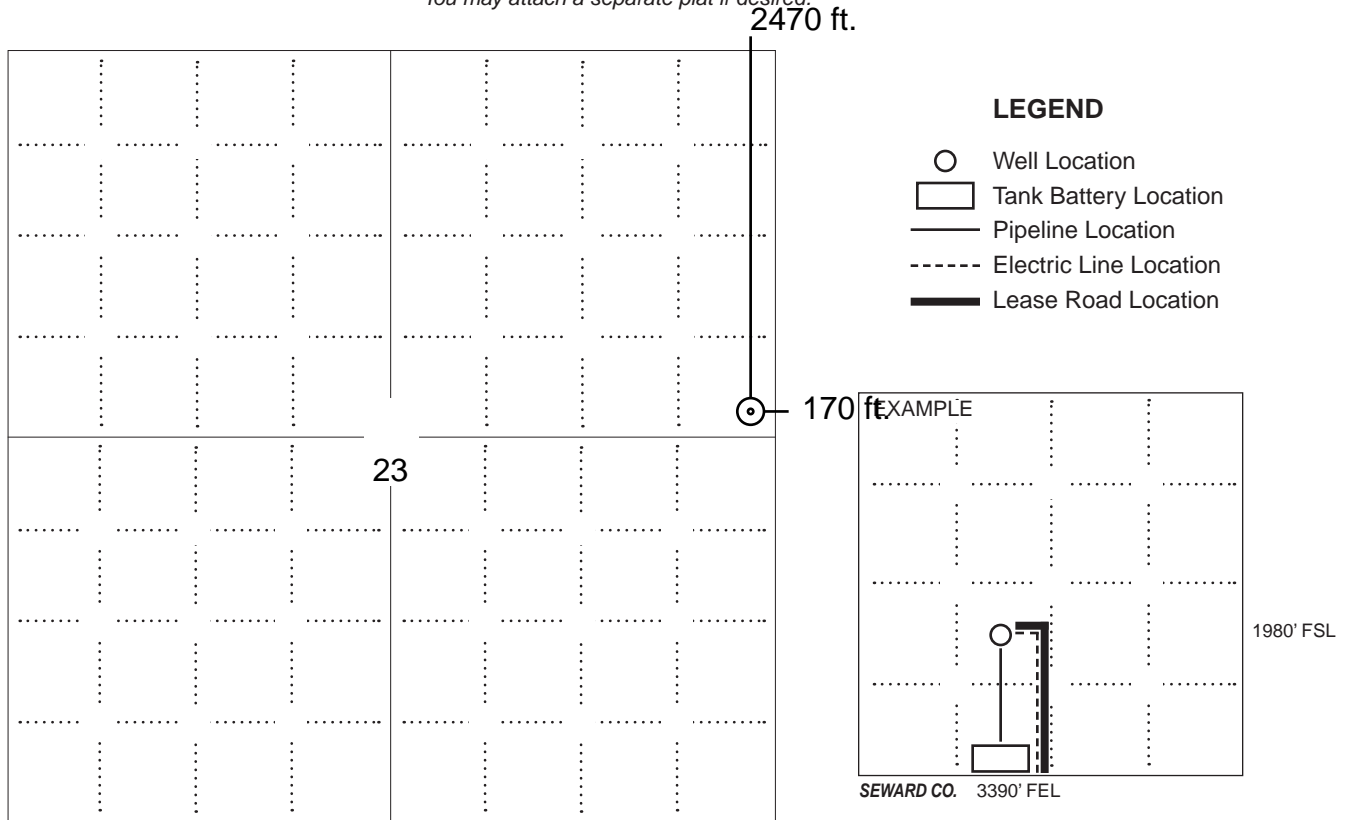 You may attach a separate plat if desired.
2470 ft.
LEGEND
Well Location
Tank Battery Location
Pipeline Location
Electric Line Location
Lease Road Location
170 ft.
EXAMPLE
23
1980' FSL
SEWARD CO. 3390' FEL